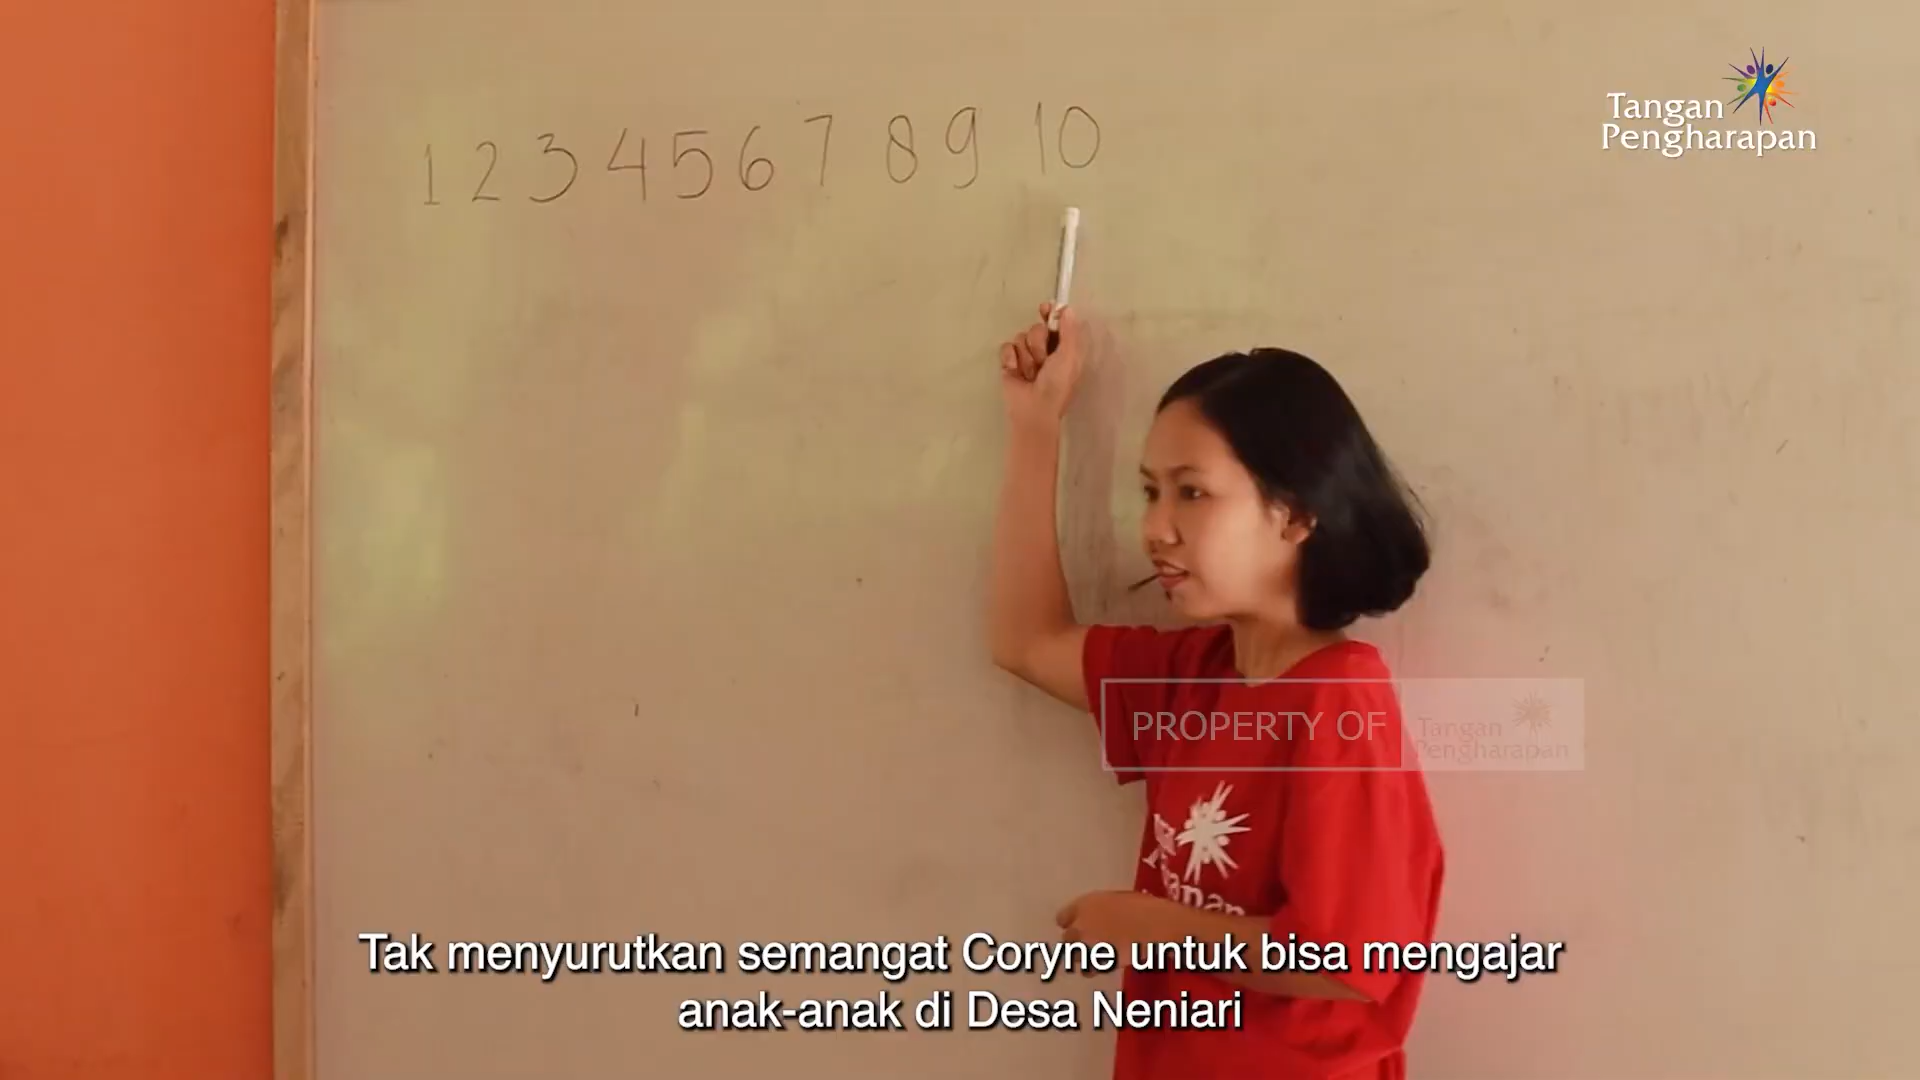 Tangan
Pengharapan
1 2 3 4 5 6 7 8 9 10
PROPERTY OF
Tangan
Pengharapan
Tak menyurutkan semangat Coryne untuk bisa mengajar
anak-anak di Desa Neniari